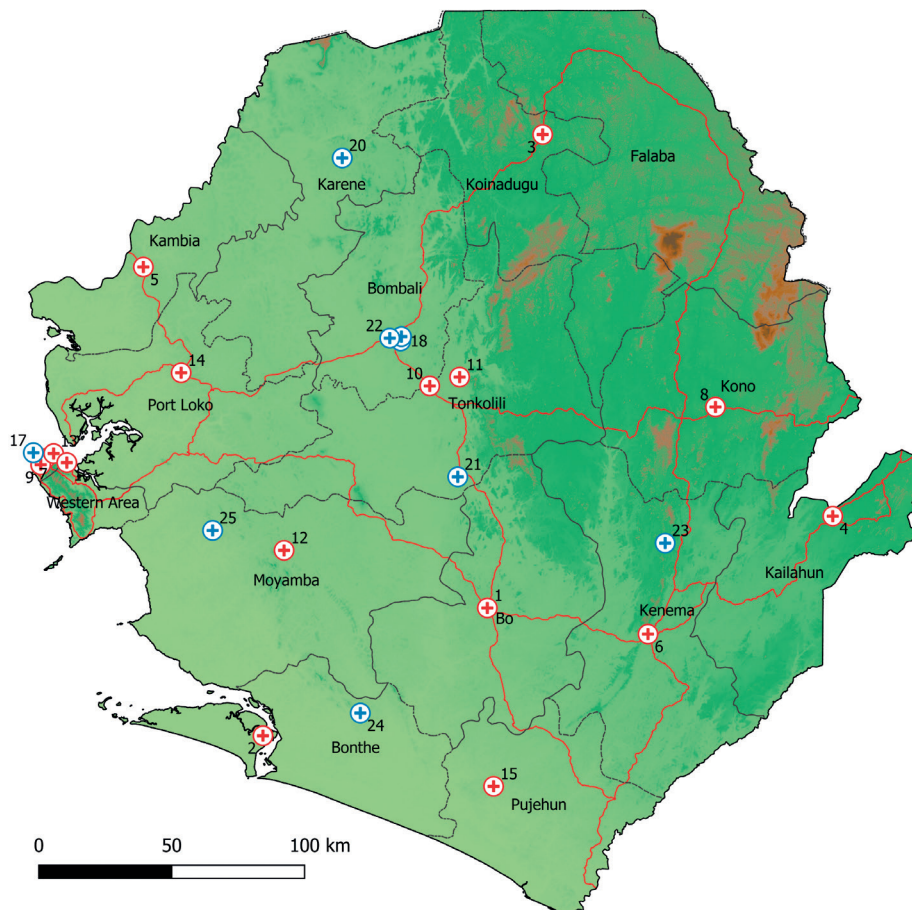 20
3
Falaba
Karene
Koinadugu
Kambia
5
Bombali
22
18
14
11
10
Kono
8
Tonkolili
Port Loko
17
13
9
7
21
Western Area
4
25
23
12
Kailahun
Moyamba
1
Kenema
Bo
6
24
2
Bonthe
15
Pujehun
0
50
100 km